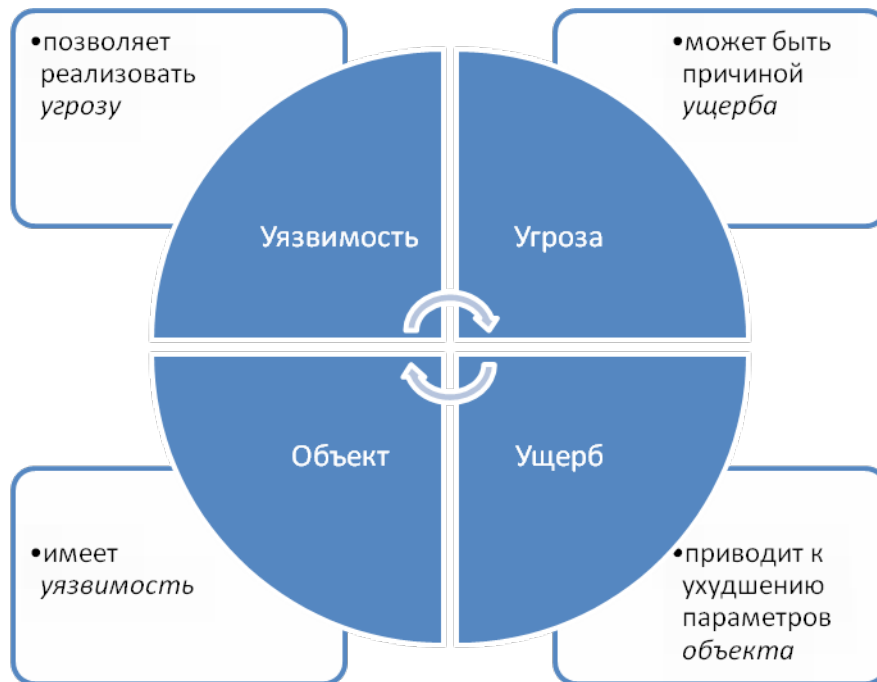 •позволяет
реализовать
угрозу
•может быть
причиной
ущерба
Уязвимость
Угроза
Объект
Ущерб
•имеет
уязвимость
•приводит к
ухудшению
параметров
объекта